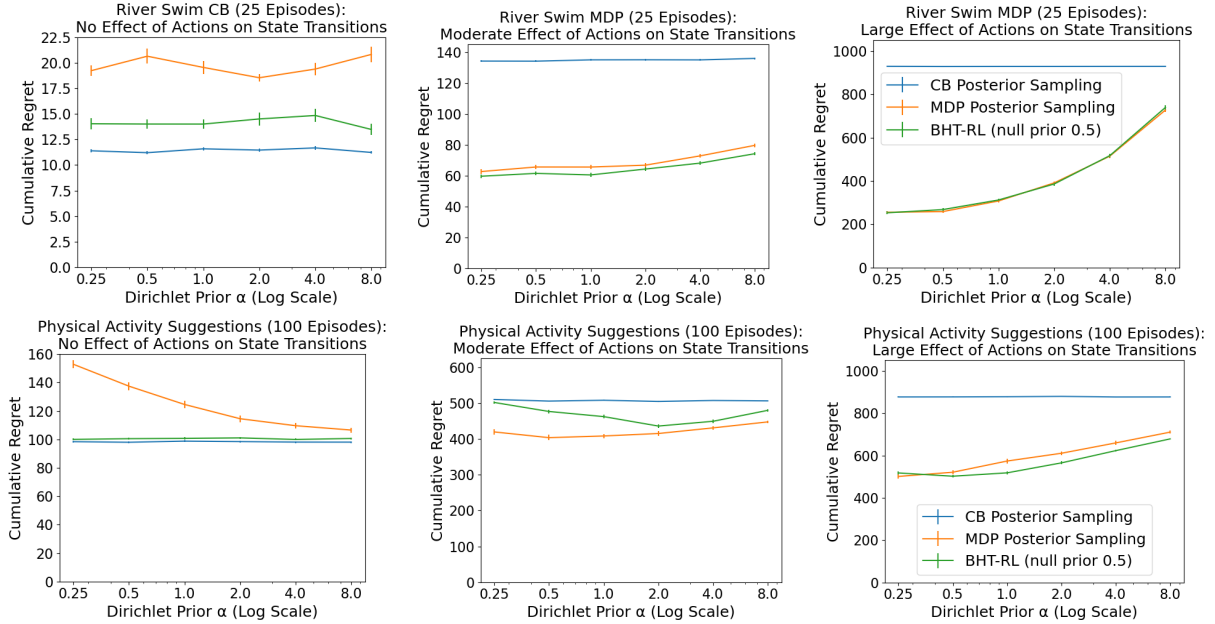 River Swim CB (25 Episodes):
No Effect of Actions on State Transitions
22.5
20.0
17.5
15.0
12.5
10.0
7.5
5.0
2.5
0.0
Cumulative Regret
0.25 0.5 1.0 2.0 4.0 8.0
Dirichlet Prior α (Log Scale)
River Swim MDP (25 Episodes):
Moderate Effect of Actions on State Transitions
140
120
100
80
60
40
20
0
Cumulative Regret
0.25 0.5 1.0 2.0 4.0 8.0
Dirichlet Prior α (Log Scale)
River Swim MDP (25 Episodes):
Large Effect of Actions on State Transitions
1000
800
600
400
200
0
Cumulative Regret
CB Posterior Sampling
MDP Posterior Sampling
BHT-RL (null prior 0.5)
0.25 0.5 1.0 2.0 4.0 8.0
Dirichlet Prior α (Log Scale)
Physical Activity Suggestions (100 Episodes):
No Effect of Actions on State Transitions
160
140
120
100
80
60
40
20
0
Cumulative Regret
0.25 0.5 1.0 2.0 4.0 8.0
Dirichlet Prior α (Log Scale)
Physical Activity Suggestions (100 Episodes):
Moderate Effect of Actions on State Transitions
600
500
400
300
200
100
0
Cumulative Regret
0.25 0.5 1.0 2.0 4.0 8.0
Dirichlet Prior α (Log Scale)
Physical Activity Suggestions (100 Episodes):
Large Effect of Actions on State Transitions
1000
800
600
400
200
0
Cumulative Regret
CB Posterior Sampling
MDP Posterior Sampling
BHT-RL (null prior 0.5)
0.25 0.5 1.0 2.0 4.0 8.0
Dirichlet Prior α (Log Scale)